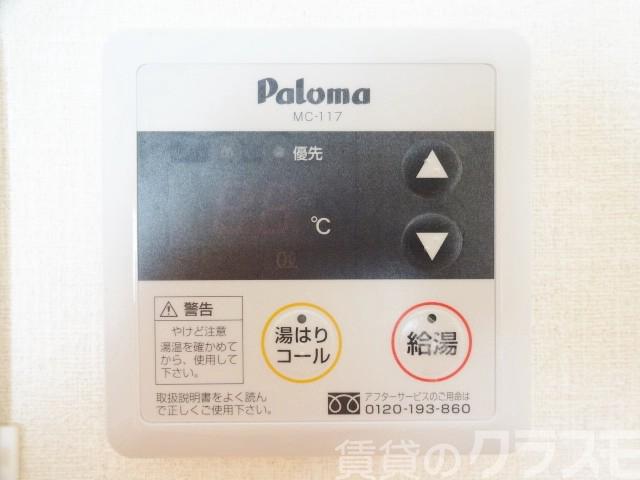 Paloma
MC-117
優先
℃
0ℓ
警告
やけど注意
湯温を確かめて
から、使用して
下さい。
湯はり
コール
給湯
取扱説明書をよく読ん
で正しくご使用下さい。
アフターサービスのご用命は
0120-193-860
賃貸のクラスモ